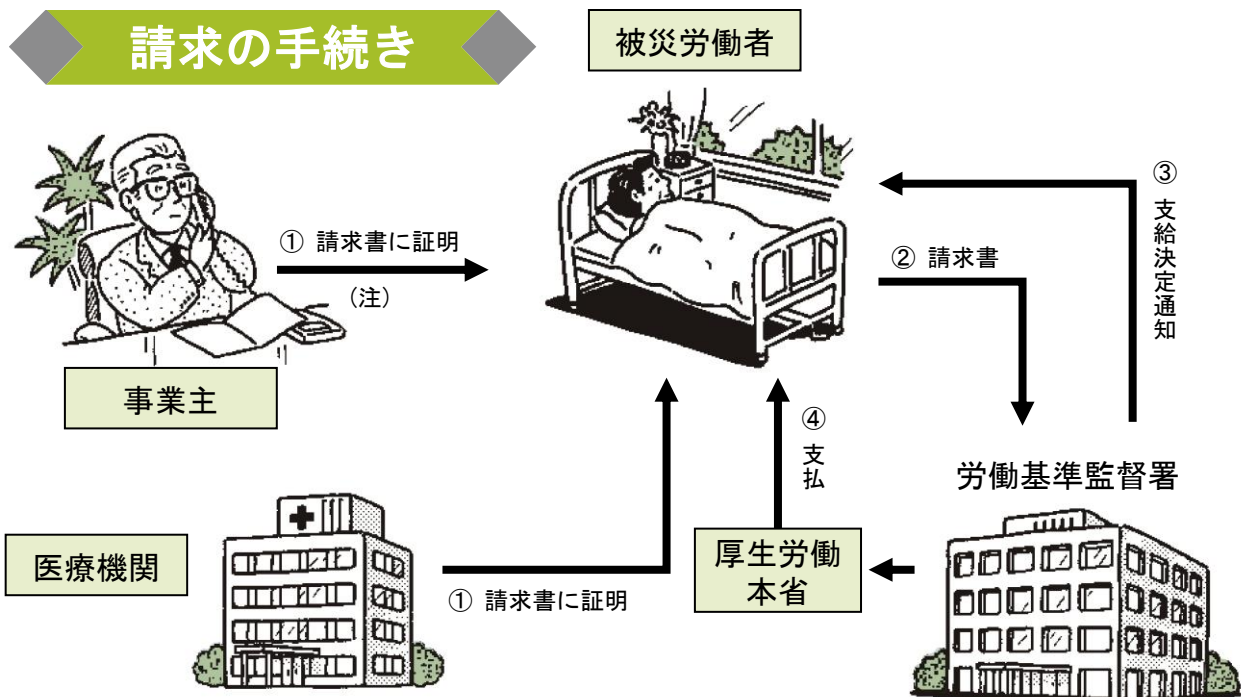 請求の手続き
被災労働者
① 請求書に証明
(注)
事業主
② 請求書
③
支給決定通知
④
支払
労働基準監督署
医療機関
① 請求書に証明
厚生労働
本省